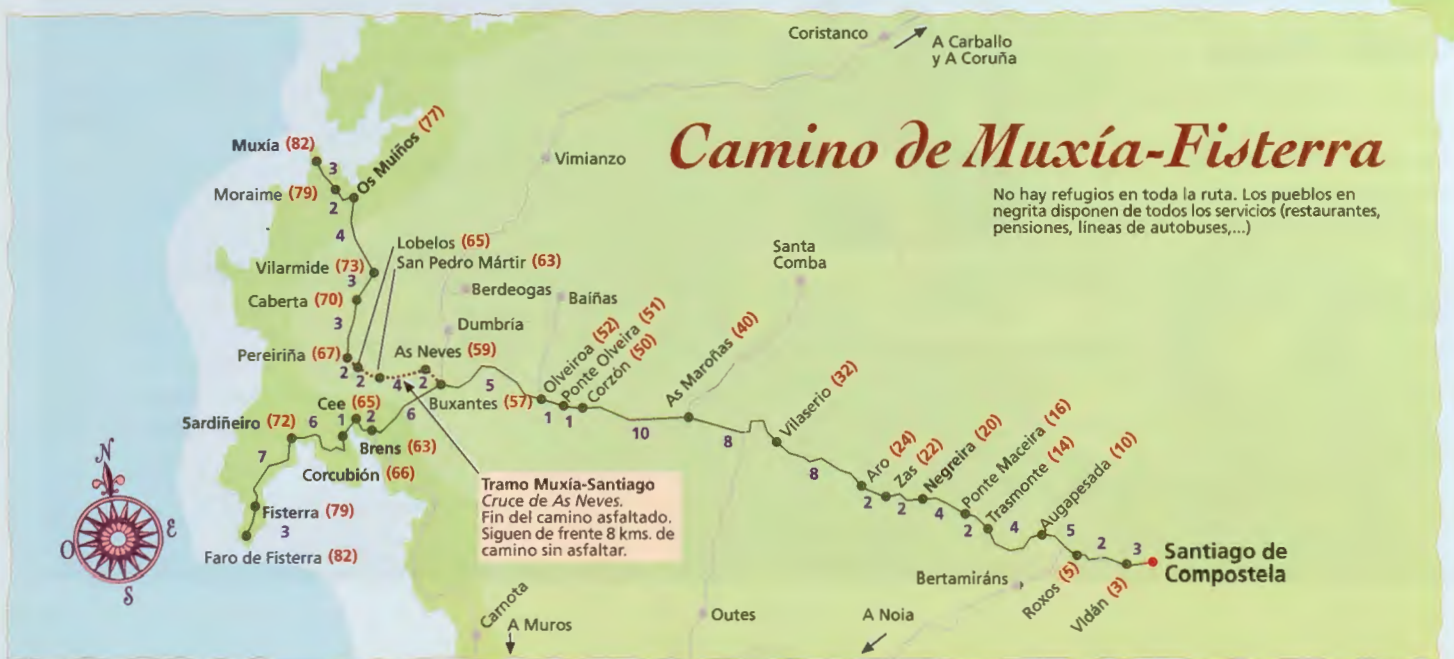 Coristanco
A Carballo
y A Coruña
Camino de Muxía-Fisterra
No hay refugios en toda la ruta. Los pueblos en
negrita disponen de todos los servicios (restaurantes,
pensiones, líneas de autobuses,...)
Muxía (82)
3
Os Muiños (77)
Moraime (79)
2
4
Vimianzo
Lobelos (65)
San Pedro Mártir (63)
Vilarmide (73)
3
Caberta (70)
3
Santa
Comba
Berdeogas
Baíñas
Dumbría
Pereiriña (67)
2
2
4
As Neves (59)
2
Buxantes (57)
5
Olveiroa (52)
1
Ponte Olveira (51)
1
Corzón (50)
10
As Maroñas (40)
8
Vilaserio (32)
8
Aro (24)
2
Zas (22)
2
Negreira (20)
4
Ponte Maceira (16)
2
Trasmonte (14)
4
Augapesada (10)
5
Roxos (5)
2
Vidán (3)
3
Santiago de
Compostela
Cee (65)
1
2
6
Brens (63)
Sardiñeiro (72)
6
Corcubión (66)
7
Fisterra (79)
3
Faro de Fisterra (82)
Tramo Muxía-Santiago
Cruce de As Neves.
Fin del camino asfaltado.
Siguen de frente 8 kms. de
camino sin asfaltar.
N
E
S
O
Carnota
A Muros
Outes
A Noia
Bertamiráns